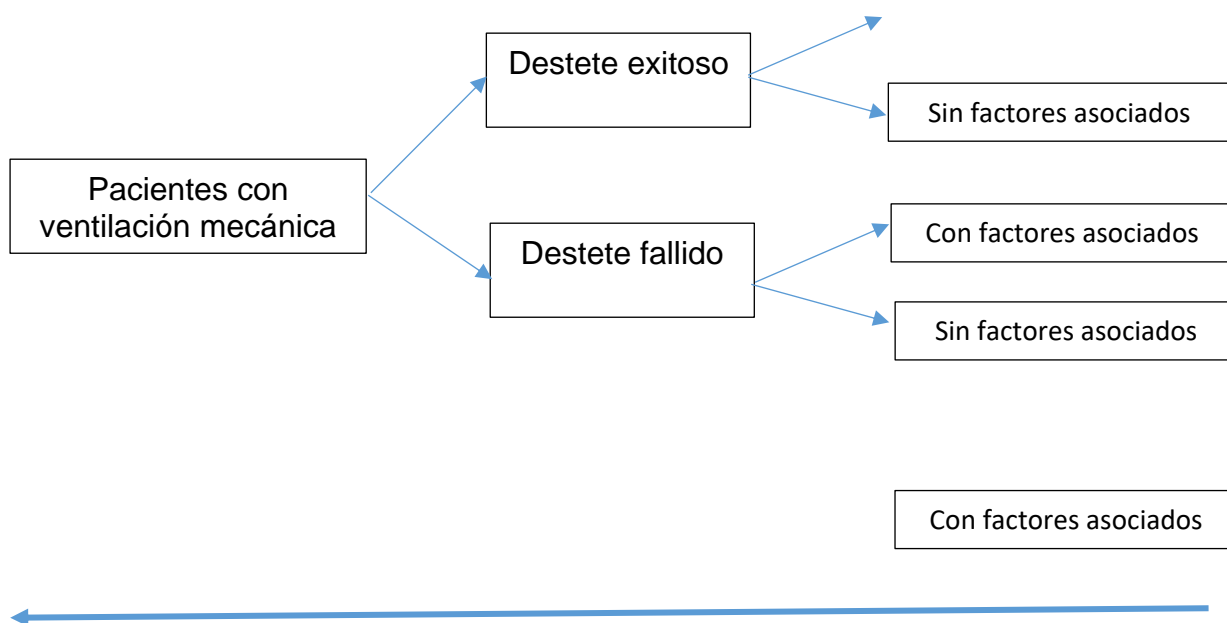 Destete exitoso
Sin factores asociados
Pacientes con
ventilación mecánica
Con factores asociados
Destete fallido
Sin factores asociados
Con factores asociados